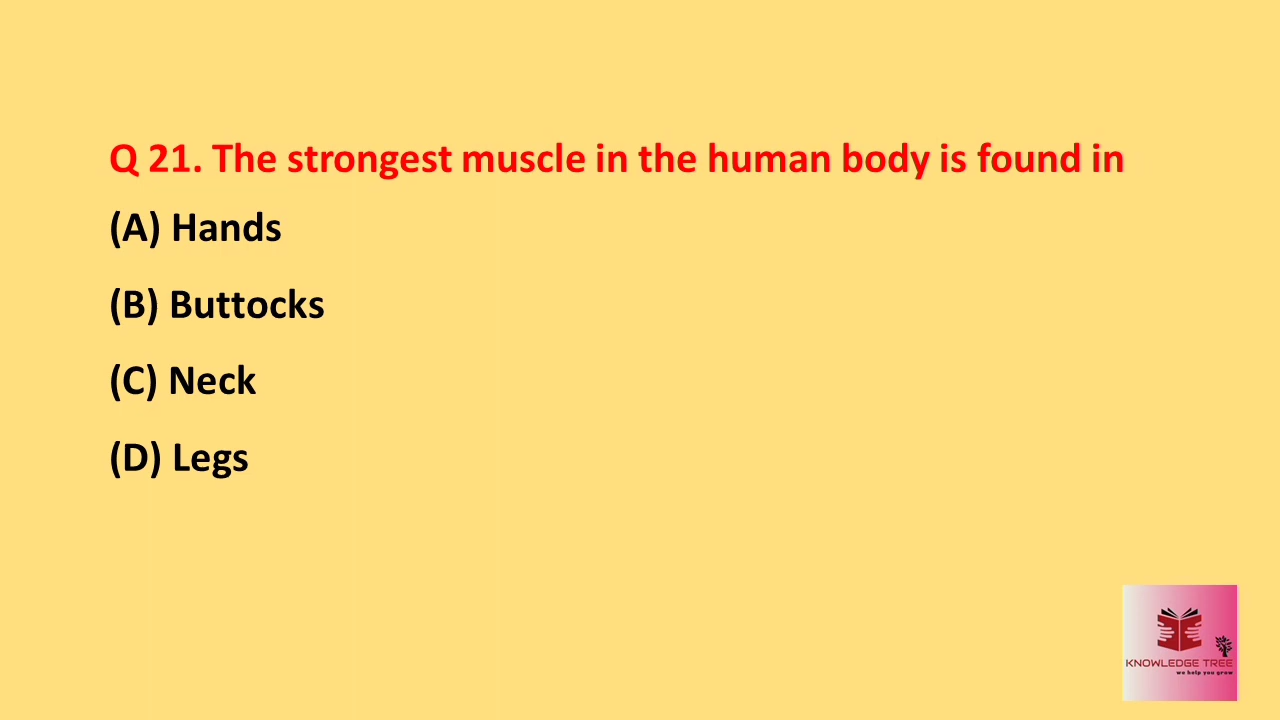 Q 21. The strongest muscle in the human body is found in
(A) Hands
(B) Buttocks
(C) Neck
(D) Legs
KNOWLEDGE TREE
we help you grow